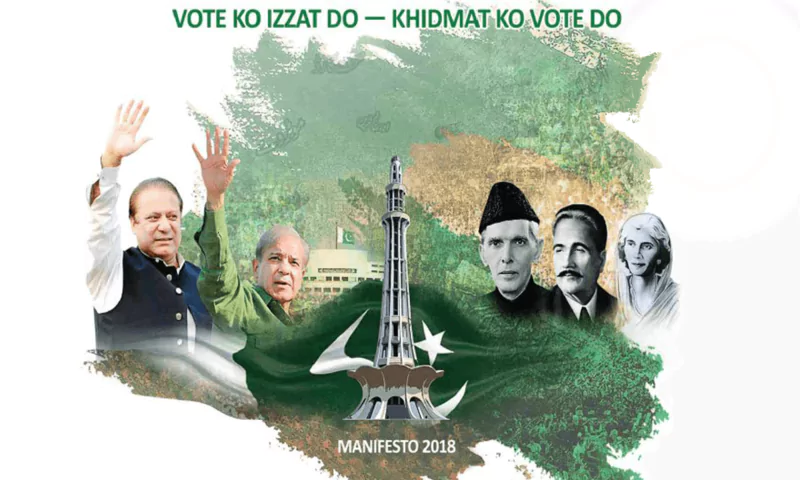 VOTE KO IZZAT DO — KHIDMAT KO VOTE DO
MANIFESTO 2018